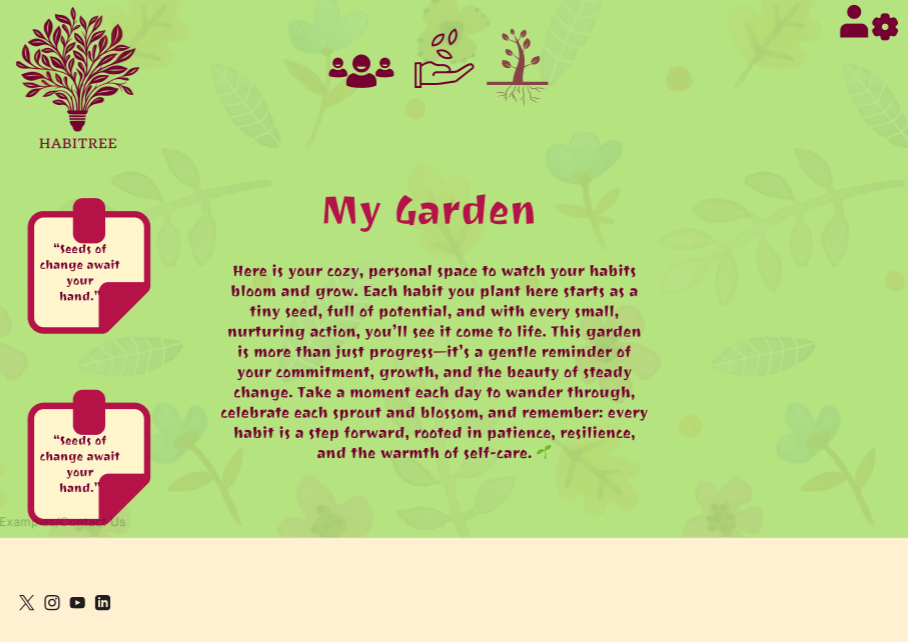 HABITREE
My Garden
“Seeds of
change await
your
hand.”
Here is your cozy, personal space to watch your habits
bloom and grow. Each habit you plant here starts as a
tiny seed, full of potential, and with every small,
nurturing action, you’ll see it come to life. This garden
is more than just progress—it’s a gentle reminder of
your commitment, growth, and the beauty of steady
change. Take a moment each day to wander through,
celebrate each sprout and blossom, and remember: every
habit is a step forward, rooted in patience, resilience,
and the warmth of self-care. 🌱
“Seeds of
change await
your
hand.”
Examples/Contact Us